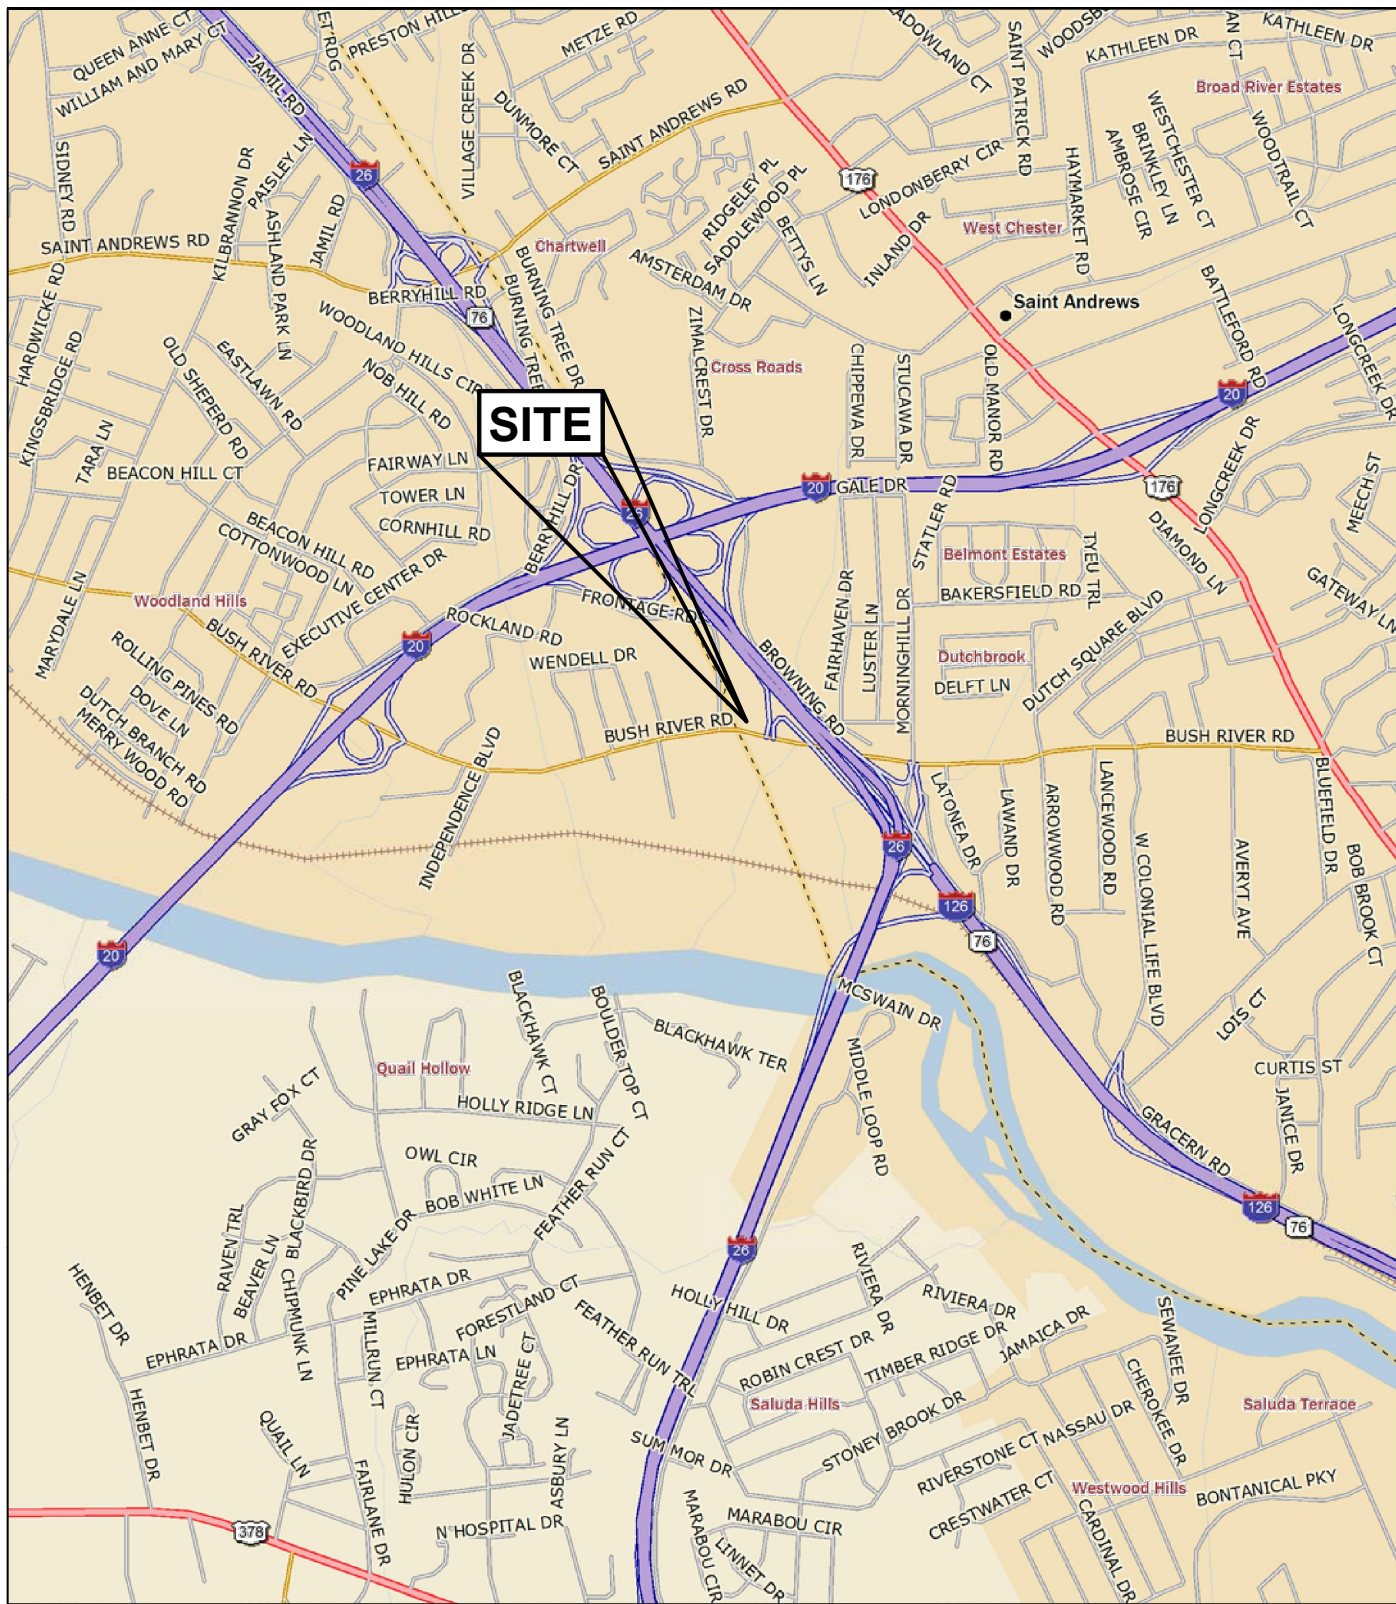 QUEEN ANNE CT
WILLIAM AND MARY CT
JAMIL RD
PRESTON HILLS
METZE RD
VILLAGE CREEK DR
DUNMORE CT
SAINT ANDREWS RD
SAINT PATRICK RD
KATHLEEN DR
KATHLEEN DR
Broad River Estates
SIDNEY RD
KILBRANNON DR
PAISLEY LN
ASHLAND PARK LN
JAMIL RD
26
RIDGELEY PL
SADDLEWOOD PL
BETTYS LN
176
LONDONBERRY CIR
INLAND DR
HAYMARKET RD
AMBROSE CIR
BRINKLEY LN
WESTCHESTER CT
WOODTRAIL CT
West Chester
SAINT ANDREWS RD
Chartwell
AMSTERDAM DR
BERRYHILL RD
76
BURNING TREE DR
BURNING TREE
Saint Andrews
BATTLEFORD RD
LONGCREEK DR
HARDWICKE RD
KINGSBRIDGE RD
TARA LN
OLD SHEPERD RD
EASTLAWN RD
WOODLAND HILLS CIR
NOB HILL RD
ZIMALCREST DR
Cross Roads
CHIPPEWA DR
STUCAWA DR
OLD MANOR RD
20
SITE
BEACON HILL CT
FAIRWAY LN
TOWER LN
CORNHILL RD
BERRYHILL DR
26
20
GALE DR
STATLER RD
176
LONGCREEK DR
MEECH ST
BEACON HILL RD
COTTONWOOD LN
EXECUTIVE CENTER DR
Belmont Estates
TYEU TRL
DIAMOND LN
GATEWAY LN
MARYDALE LN
Woodland Hills
BUSH RIVER RD
20
ROCKLAND RD
FRONTAGE RD
WENDELL DR
BROWNING RD
FAIRHAVEN DR
LUSTER LN
MORNINGHILL DR
BAKERSFIELD RD
Dutchbrook
DELFT LN
DUTCH SQUARE BLVD
ROLLING PINES RD
DOVE LN
DUTCH BRANCH RD
MERRY WOOD RD
INDEPENDENCE BLVD
BUSH RIVER RD
BUSH RIVER RD
LATONEA DR
LAWAND DR
ARROWWOOD RD
LANCEWOOD RD
W COLONIAL LIFE BLVD
AVERYT AVE
BLUEFIELD DR
BOB BROOK CT
26
126
76
20
MCSWAIN DR
BLACKHAWK CT
BOULDER TOP CT
BLACKHAWK TER
MIDDLE LOOP RD
LOIS CT
CURTIS ST
JANICE DR
Quail Hollow
GRAY FOX CT
HOLLY RIDGE LN
GRACERN RD
OWL CIR
BOB WHITE LN
FEATHER RUN CT
BLACKBIRD DR
RAVEN TRL
BEAVER LN
CHIPMUNK LN
PINE LAKE DR
126
76
26
HENBET DR
EPHRATA DR
EPHRATA DR
MILLRUN CT
FORESTLAND CT
EPHRATA LN
JADETREE CT
FEATHER RUN TRL
HOLLY HILL DR
RIVIERA DR
RIVIERA DR
ROBIN CREST DR
TIMBER RIDGE DR
JAMAICA DR
SEWANEE DR
CHEROKEE DR
Saluda Hills
Saluda Terrace
HENBET DR
QUAIL LN
HULON CIR
FAIRLANE DR
ASBURY LN
SUMMOR DR
STONEY BROOK DR
NASSAU DR
RIVERSTONE CT
CRESTWATER CT
Westwood Hills
BONTANICAL PKY
CARDINAL DR
378
N HOSPITAL DR
MARABOU CIR
MARABOU CIR
LINNET DR